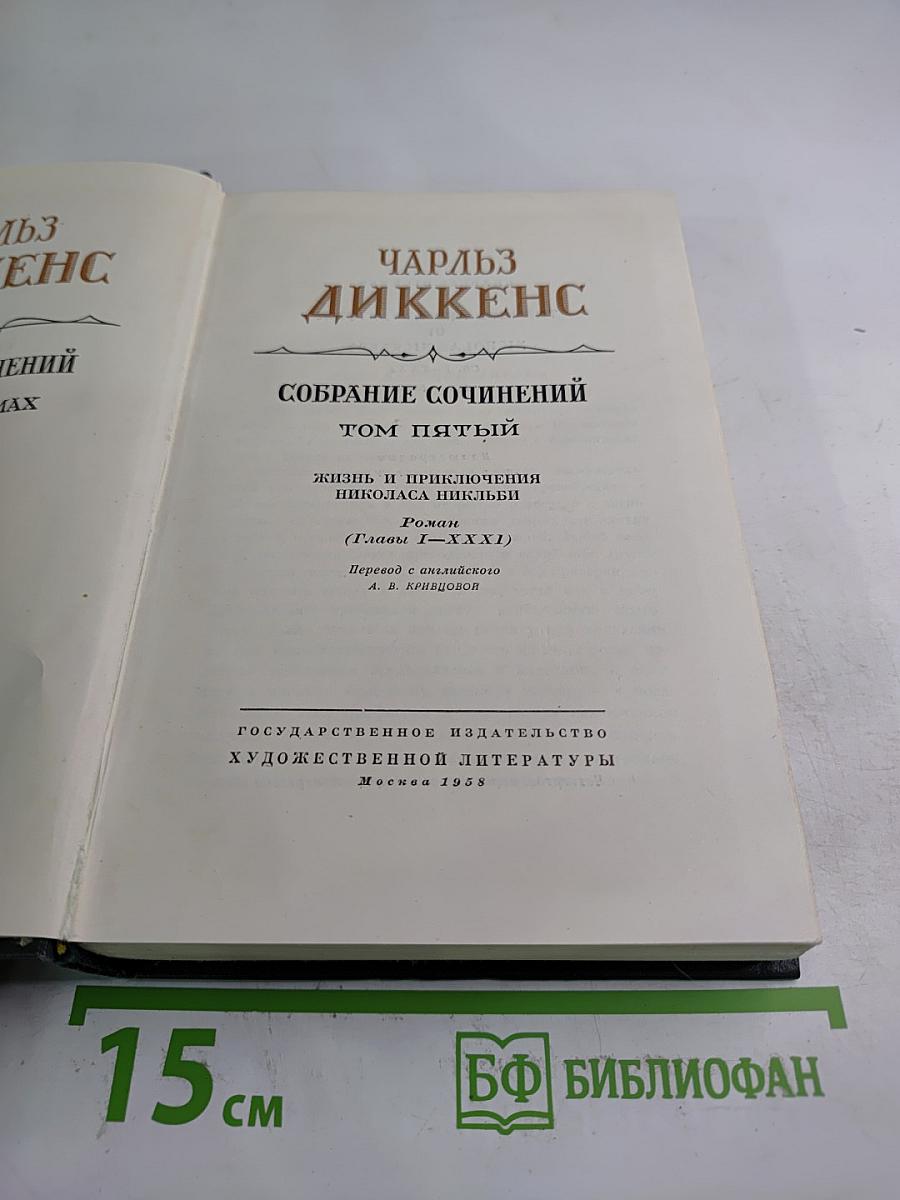 ЧАРЛЬЗ
ДИККЕНС
СОБРАНИЕ СОЧИНЕНИЙ
ТОМ ПЯТЫЙ
ЖИЗНЬ И ПРИКЛЮЧЕНИЯ
НИКОЛАСА НИКЛЬБИ
Роман
(Главы I—XXXI)
Перевод с английского
А. В. КРИВЦОВОЙ
ГОСУДАРСТВЕННОЕ ИЗДАТЕЛЬСТВО
ХУДОЖЕСТВЕННОЙ ЛИТЕРАТУРЫ
Москва 1958
15 см
БФ БИБЛИОФАН